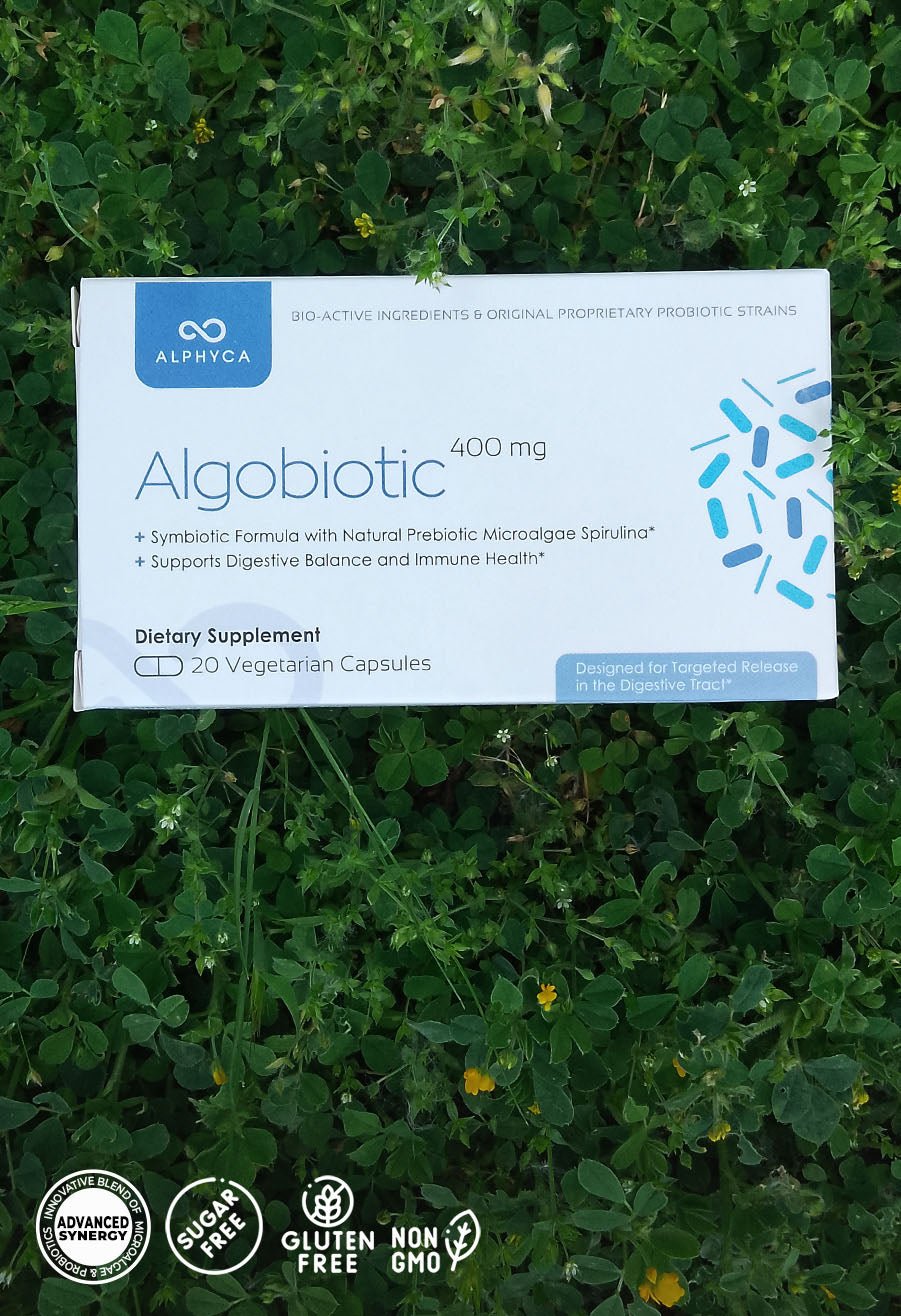 ALPHYCA
BIO-ACTIVE INGREDIENTS & ORIGINAL PROPRIETARY PROBIOTIC STRAINS
Algobiotic 400 mg
+ Symbiotic Formula with Natural Prebiotic Microalgae Spirulina*
+ Supports Digestive Balance and Immune Health*
Dietary Supplement
20 Vegetarian Capsules
Designed for Targeted Release
in the Digestive Tract*
INNOVATIVE BLEND OF MICROALGAE & PROBIOTICS
ADVANCED
SYNERGY
SUGAR
FREE
GLUTEN
FREE
NON
GMO